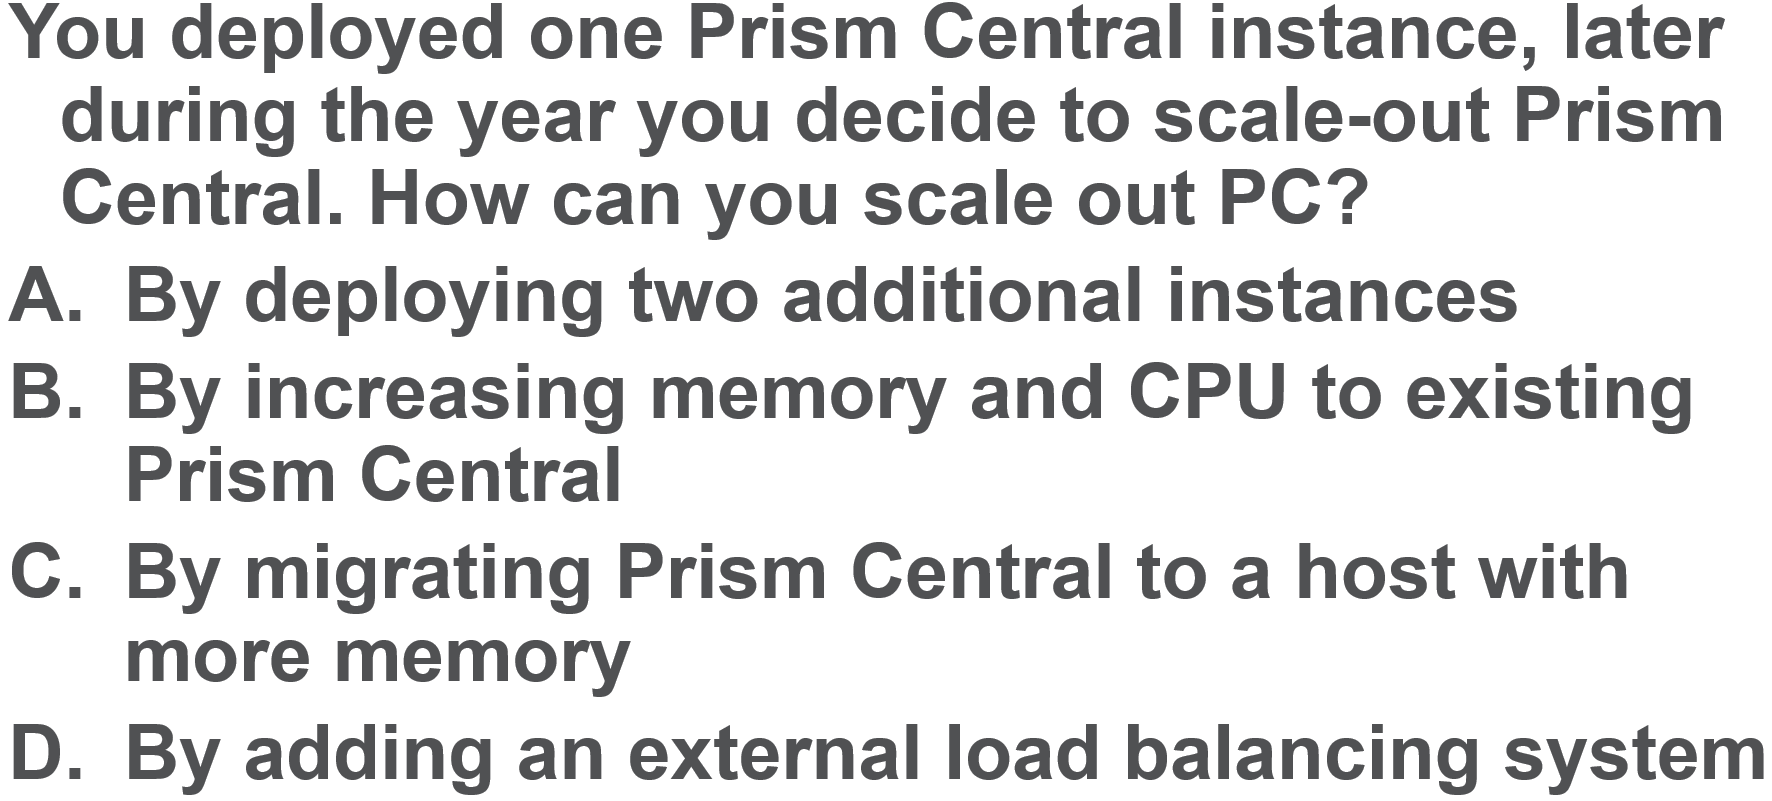 You deployed one Prism Central instance, later
during the year you decide to scale-out Prism
Central. How can you scale out PC?
A. By deploying two additional instances
B. By increasing memory and CPU to existing
Prism Central
C. By migrating Prism Central to a host with
more memory
D. By adding an external load balancing system